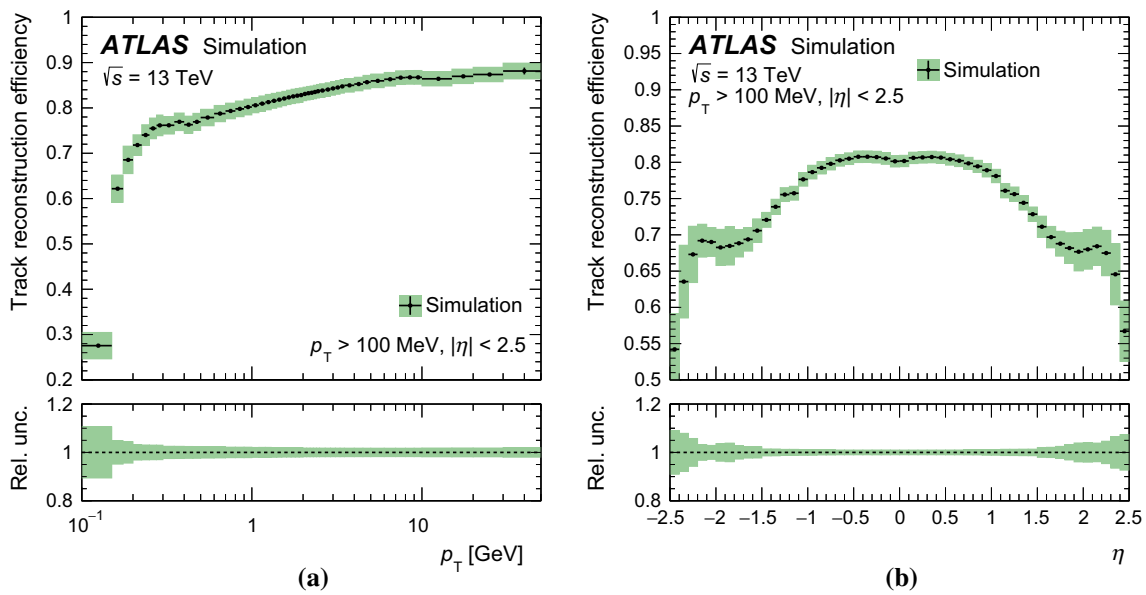 Track reconstruction efficiency
1
0.9
0.8
0.7
0.6
0.5
0.4
0.3
0.2
ATLAS Simulation
√s = 13 TeV
Simulation
p_T > 100 MeV, |η| < 2.5
Rel. unc.
1.2
1
0.8
10⁻¹ 1 10
p_T [GeV]
(a)
Track reconstruction efficiency
1
0.95
0.9
0.85
0.8
0.75
0.7
0.65
0.6
0.55
0.5
ATLAS Simulation
√s = 13 TeV
p_T > 100 MeV, |η| < 2.5
Simulation
Rel. unc.
1.2
1
0.8
−2.5 −2 −1.5 −1 −0.5 0 0.5 1 1.5 2 2.5
η
(b)